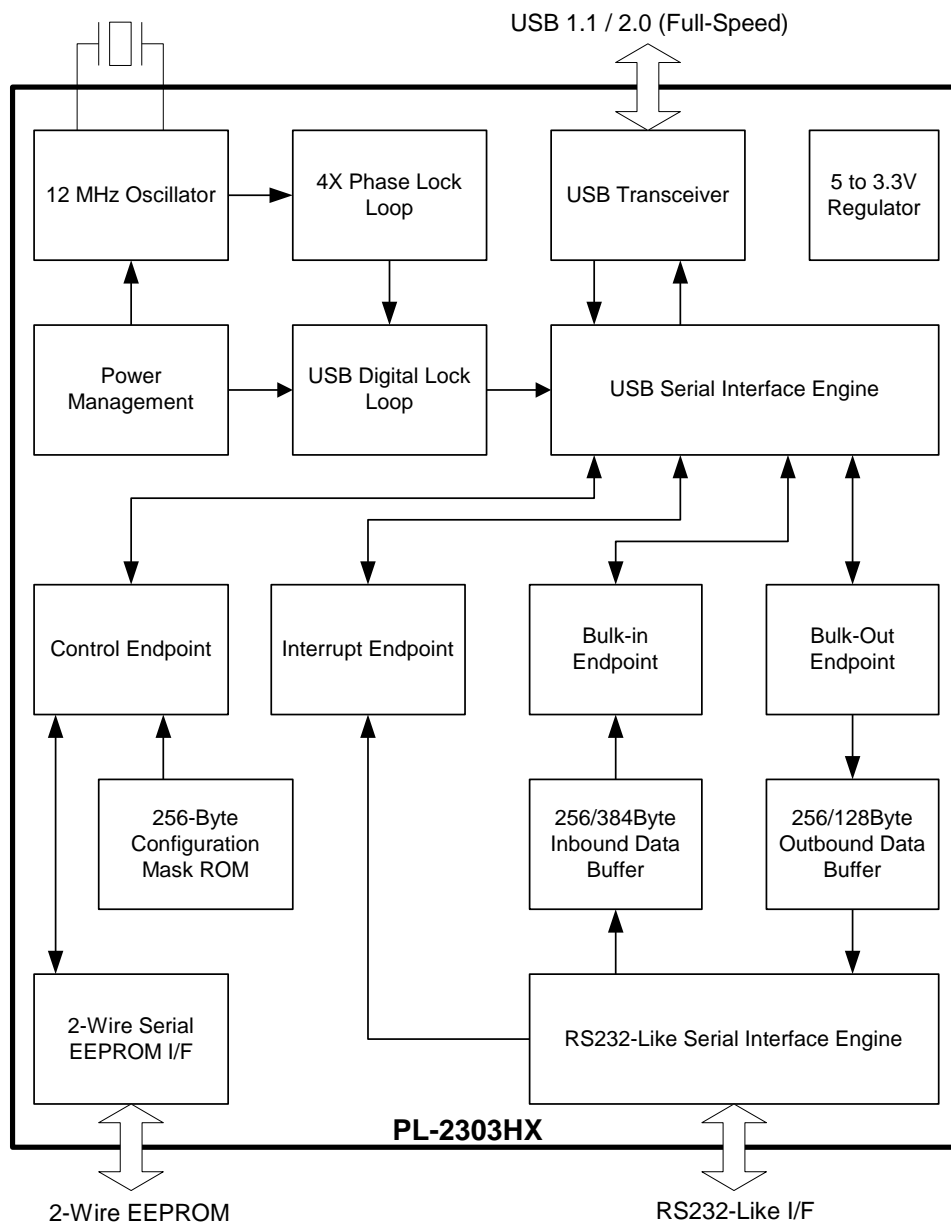 USB 1.1 / 2.0 (Full-Speed)
12 MHz Oscillator
4X Phase Lock
Loop
USB Transceiver
5 to 3.3V
Regulator
Power
Management
USB Digital Lock
Loop
USB Serial Interface Engine
Control Endpoint
Interrupt Endpoint
Bulk-in
Endpoint
Bulk-Out
Endpoint
256-Byte
Configuration
Mask ROM
256/384Byte
Inbound Data
Buffer
256/128Byte
Outbound Data
Buffer
2-Wire Serial
EEPROM I/F
RS232-Like Serial Interface Engine
PL-2303HX
2-Wire EEPROM
RS232-Like I/F